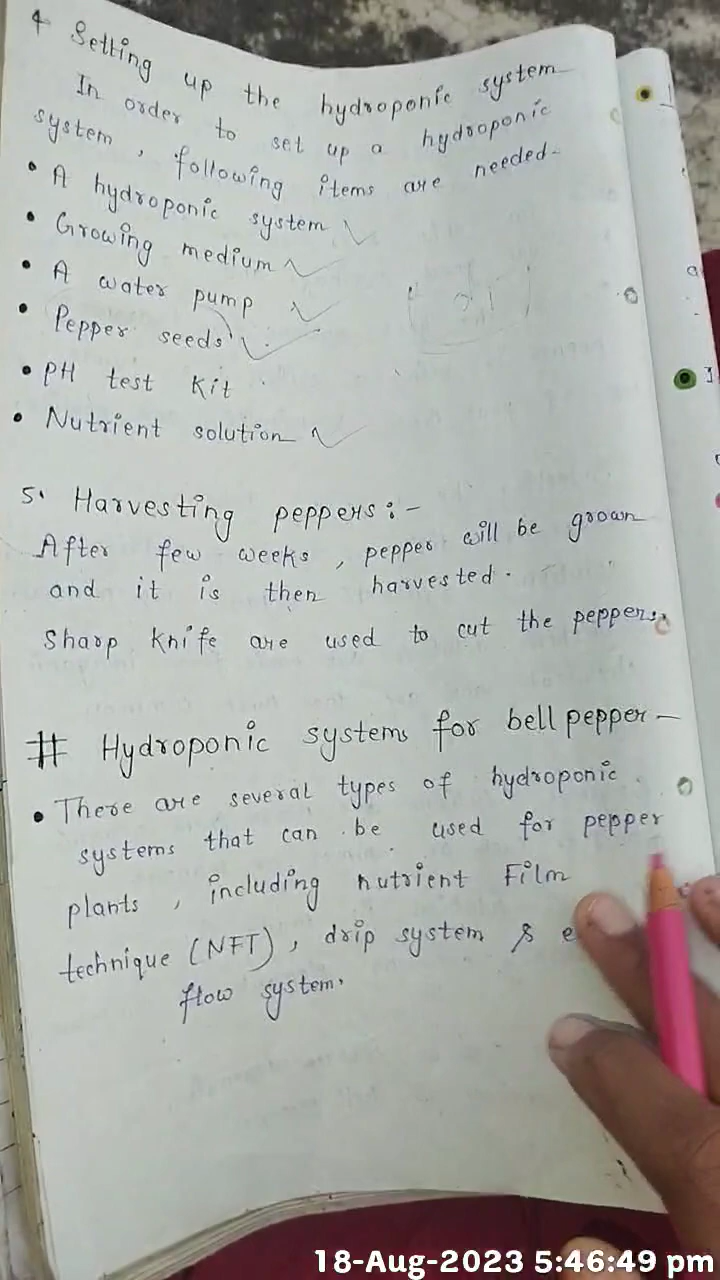 4 Setting up the hydroponic system
In order to set up a hydroponic
system, following items are needed-
• A hydroponic system
• Growing medium
• A water pump
• Pepper seeds
• PH test Kit
• Nutrient solution
5. Harvesting peppers:-
After few weeks, pepper will be grown
and it is then harvested.
Sharp Knife are used to cut the peppers.
# Hydroponic systems for bell pepper-
• There are several types of hydroponic
systems that can be used for pepper
plants, including nutrient Film
technique (NFT), drip system &
flow system.
18-Aug-2023 5:46:49 pm